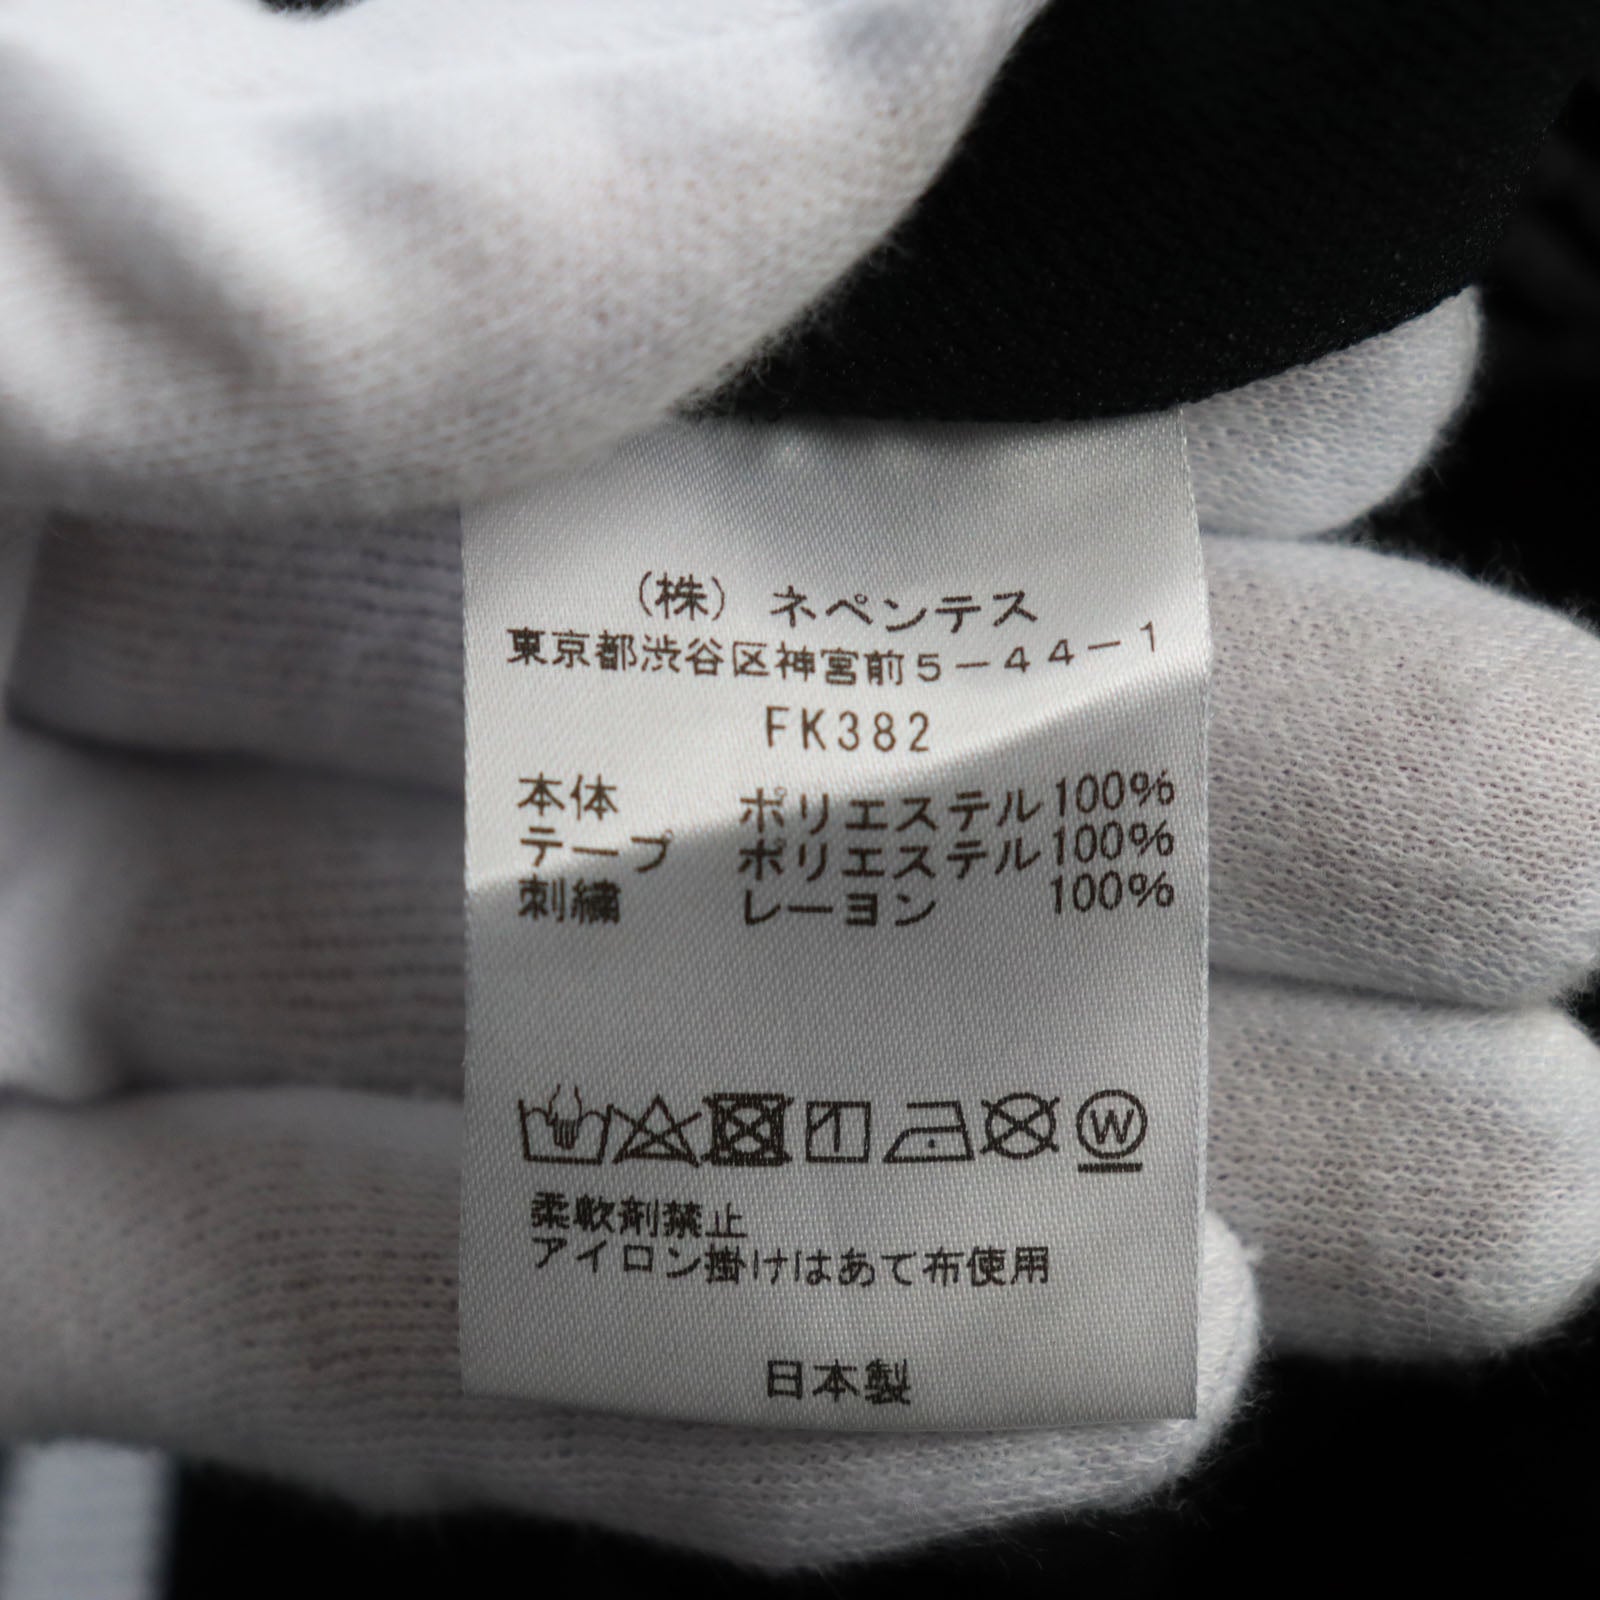 (株) ネペンテス
東京都渋谷区神宮前5-44-1
FK382
本体 ポリエステル100%
テープ ポリエステル100%
刺繍 レーヨン 100%
W
柔軟剤禁止
アイロン掛けはあて布使用
日本製